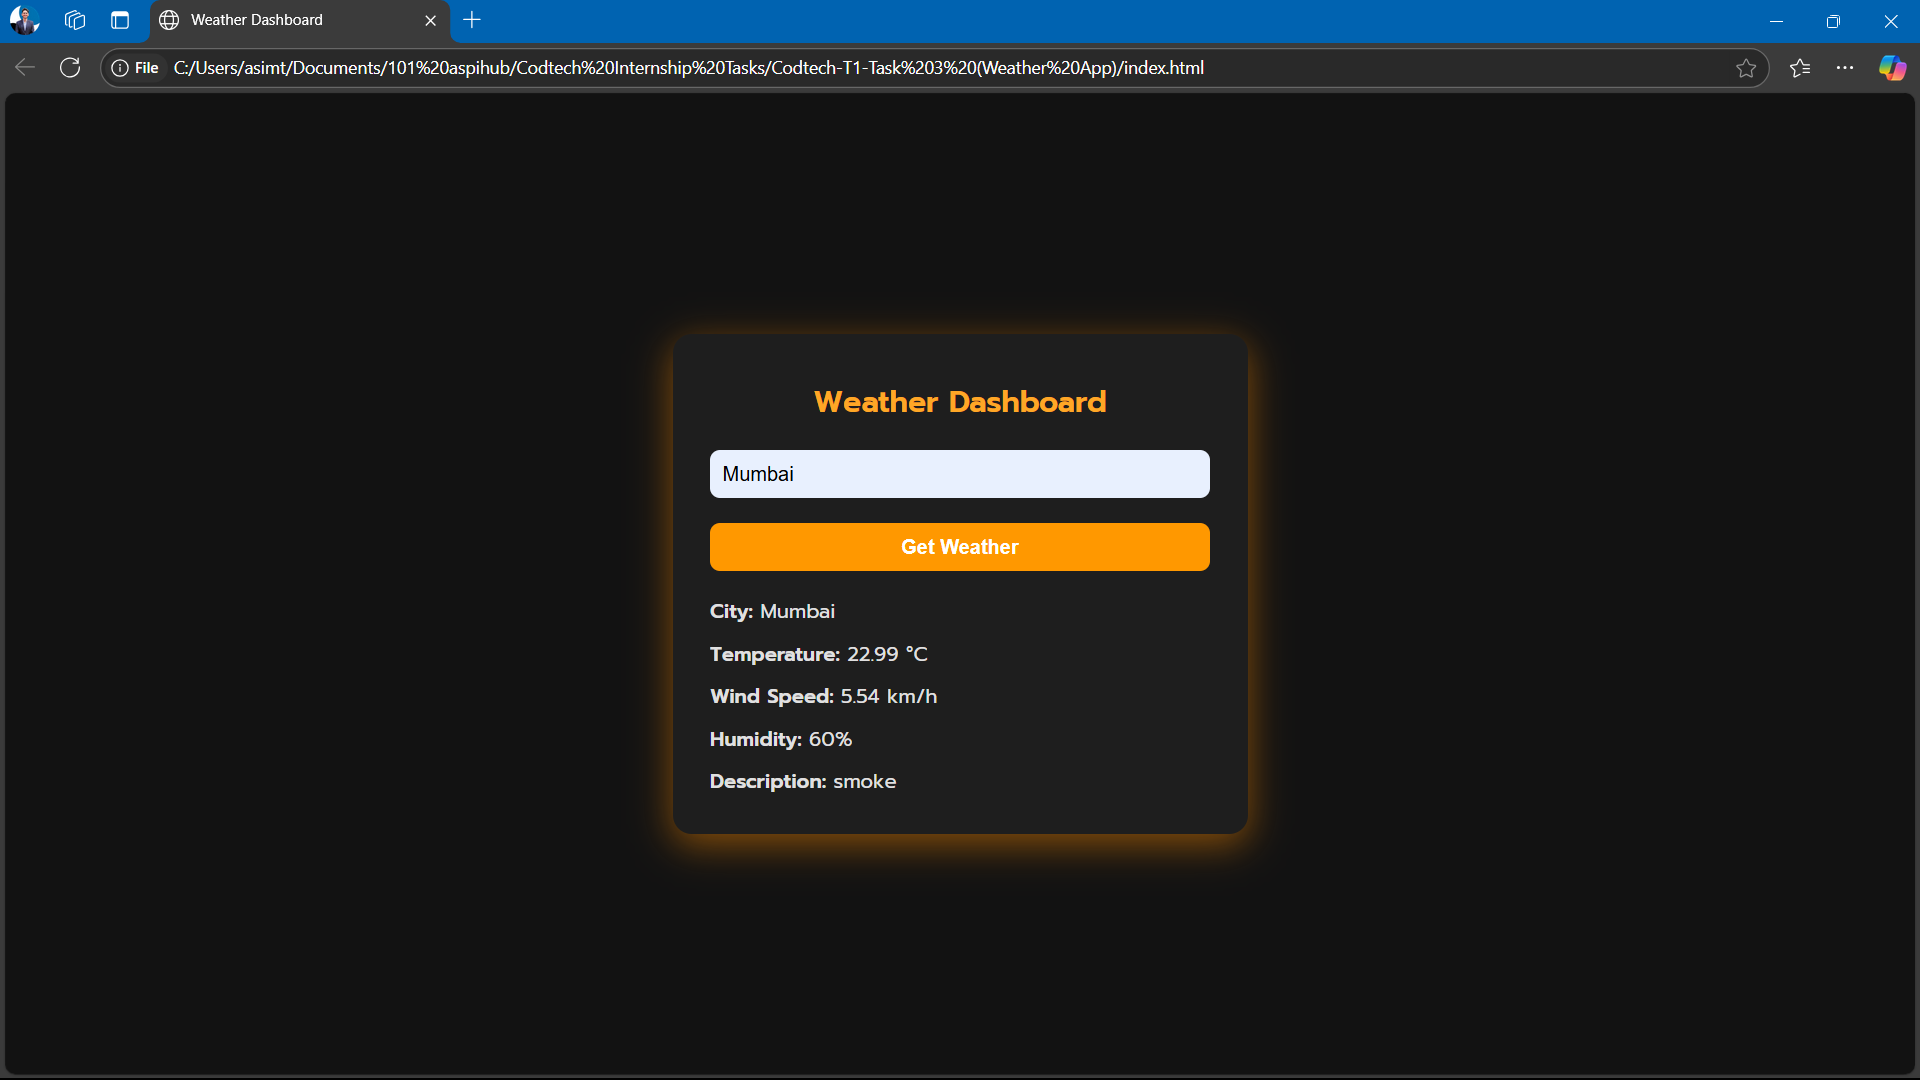 Weather Dashboard
File C:/Users/asimt/Documents/101%20aspihub/Codtech%20Internship%20Tasks/Codtech-T1-Task%203%20(Weather%20App)/index.html
Weather Dashboard
Mumbai
Get Weather
City: Mumbai
Temperature: 22.99 °C
Wind Speed: 5.54 km/h
Humidity: 60%
Description: smoke